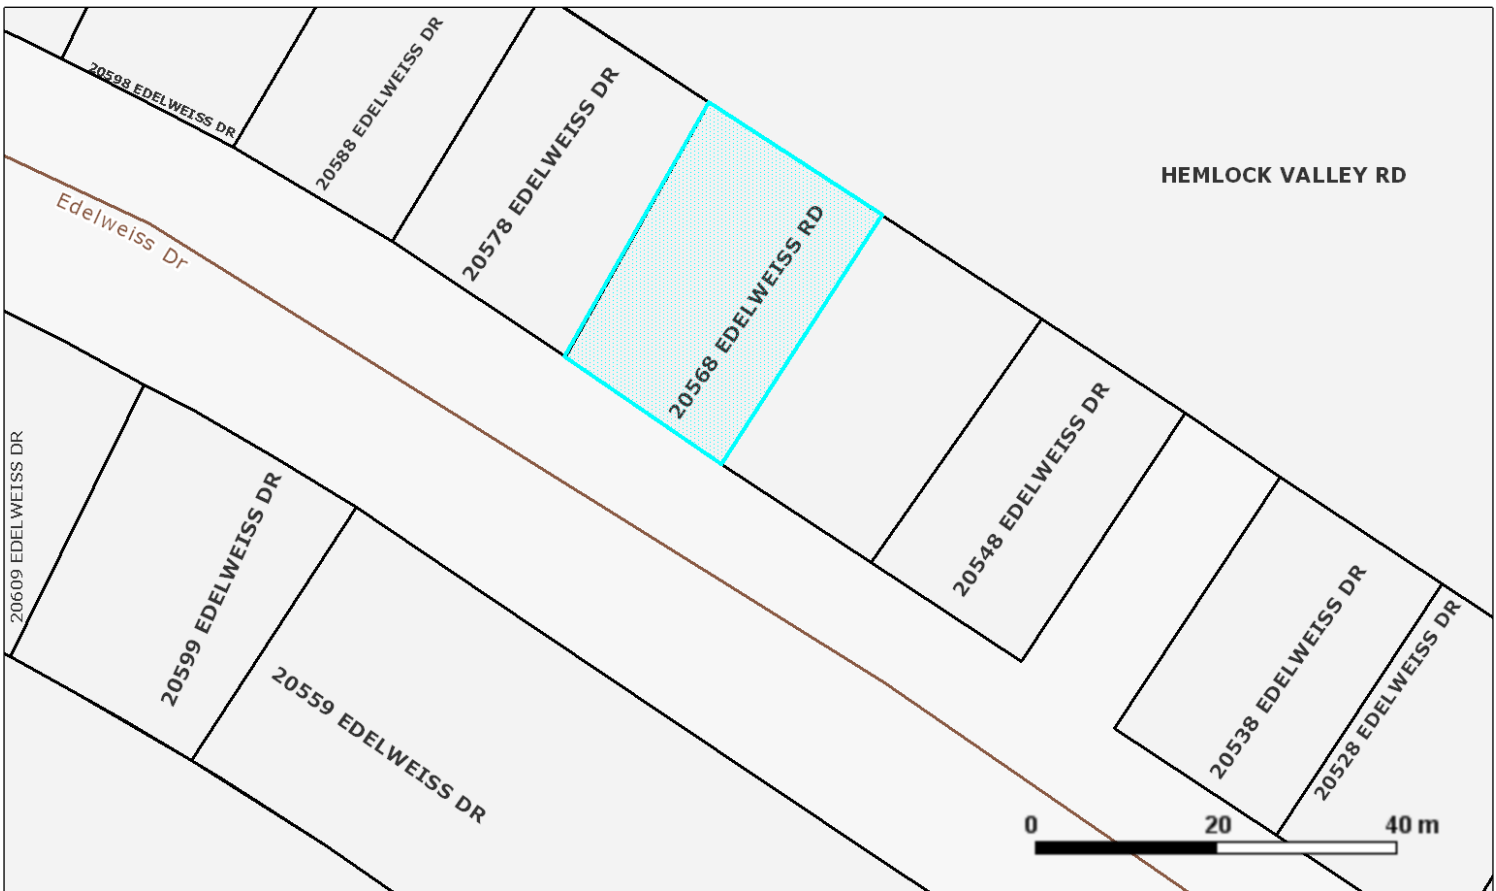 20598 EDELWEISS DR
20588 EDELWEISS DR
20578 EDELWEISS DR
HEMLOCK VALLEY RD
Edelweiss Dr
20568 EDELWEISS RD
20548 EDELWEISS DR
20609 EDELWEISS DR
20599 EDELWEISS DR
20559 EDELWEISS DR
20538 EDELWEISS DR
20528 EDELWEISS DR
0 20 40 m